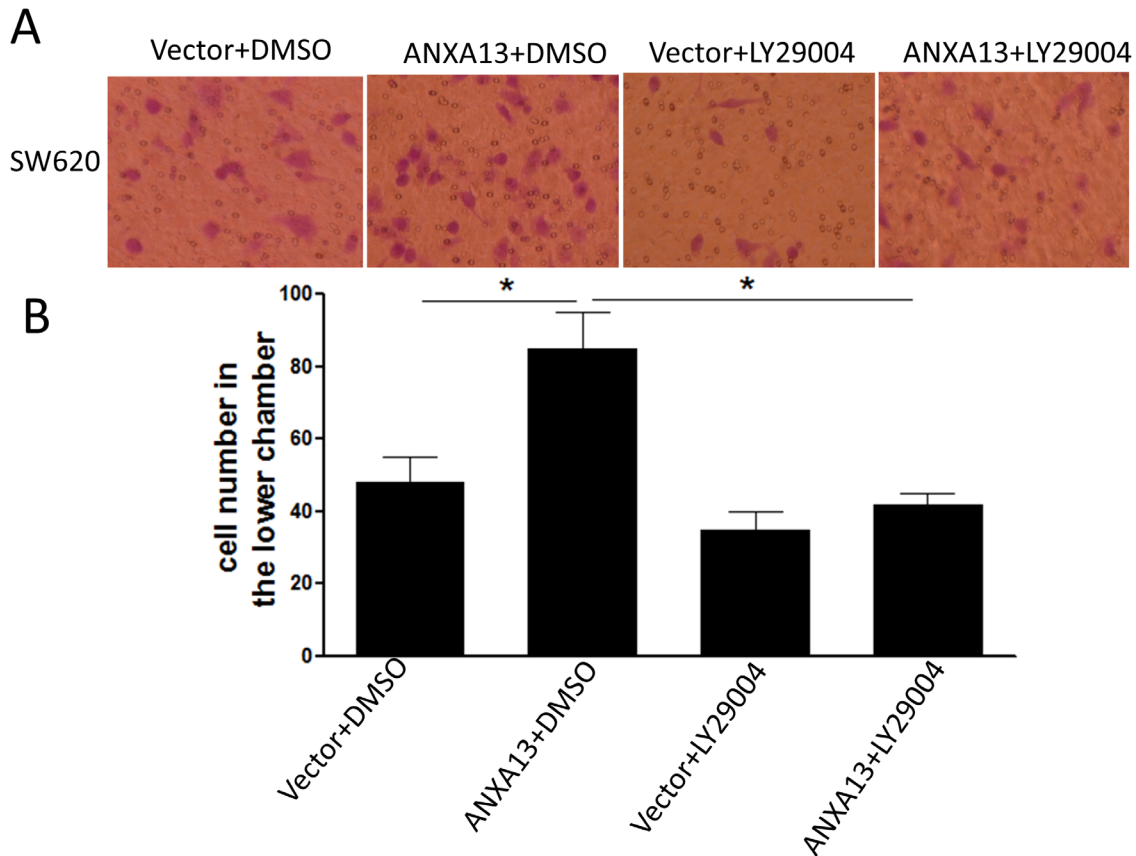 A
Vector+DMSO
ANXA13+DMSO
Vector+LY29004
ANXA13+LY29004
SW620
B
*
*
cell number in
the lower chamber
100
80
60
40
20
0
Vector+DMSO
ANXA13+DMSO
Vector+LY29004
ANXA13+LY29004